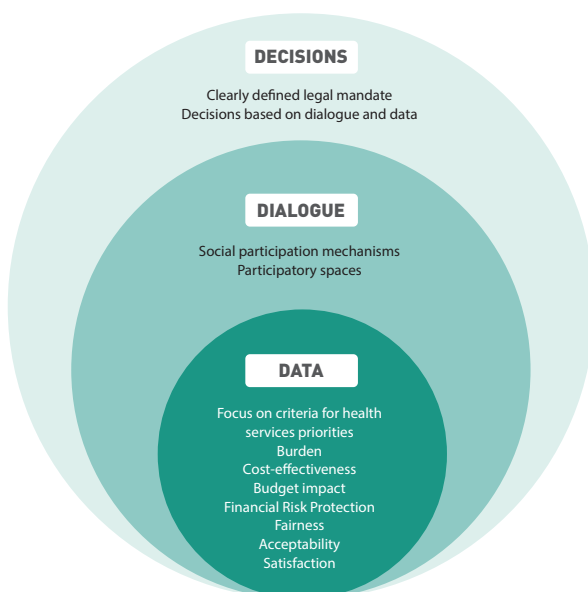 DECISIONS
Clearly defined legal mandate
Decisions based on dialogue and data
DIALOGUE
Social participation mechanisms
Participatory spaces
DATA
Focus on criteria for health
services priorities
Burden
Cost-effectiveness
Budget impact
Financial Risk Protection
Fairness
Acceptability
Satisfaction